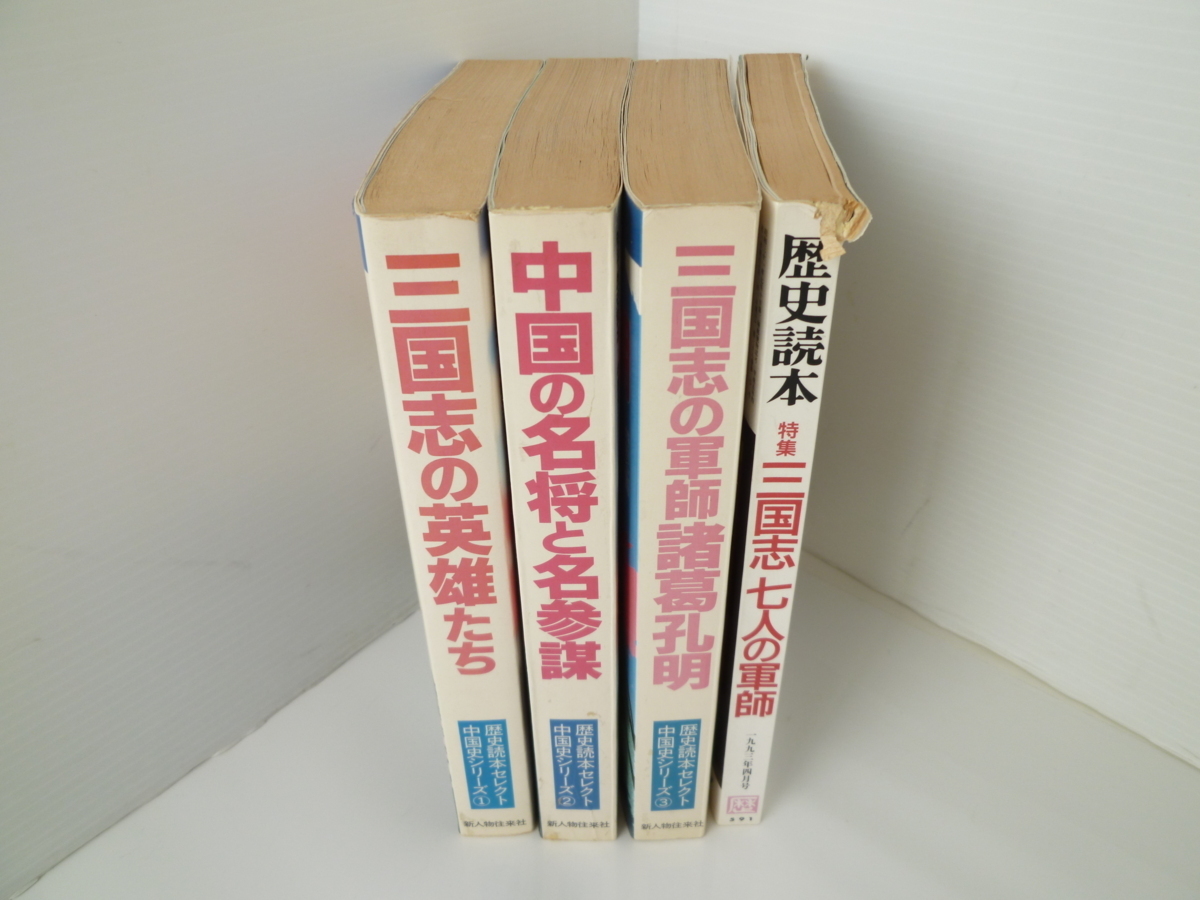 三国志の英雄たち
歴史読本セレクト
中国史シリーズ①
新人物往来社
中国の名将と名参謀
歴史読本セレクト
中国史シリーズ②
新人物往来社
三国志の軍師 諸葛孔明
歴史読本セレクト
中国史シリーズ③
新人物往来社
歴史読本
特集
三国志 七人の軍師
一九九三年四月号